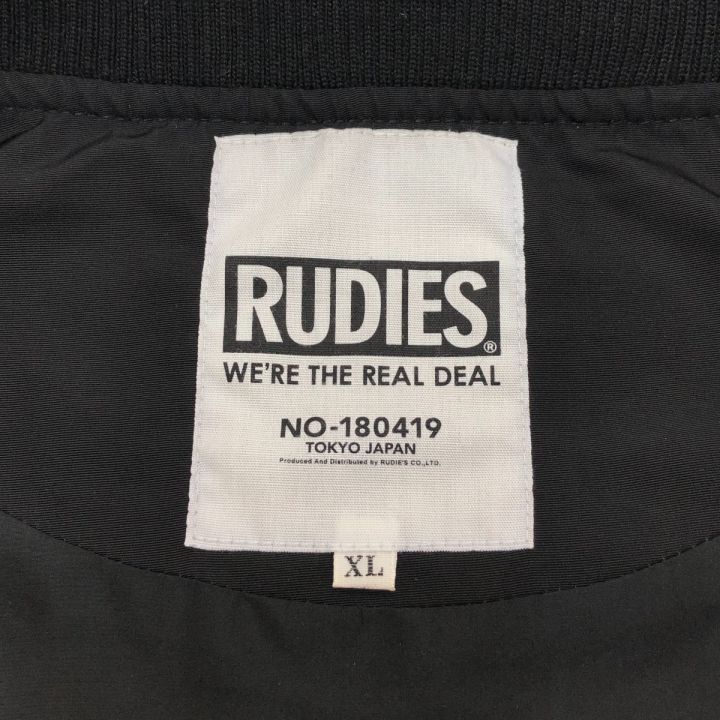 RUDIES®
WE'RE THE REAL DEAL
NO-180419
TOKYO JAPAN
Produced And Distributed by RUDIE'S CO.,LTD.
XL